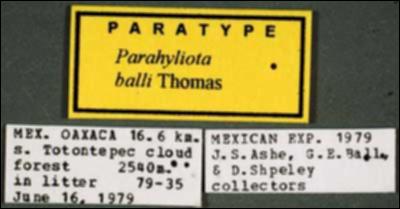 PARATYPE
Parahyliota
balli Thomas
MEX. OAXACA 16.6 km.
s. Totontepec cloud
forest 2540m.
in litter 79-35
June 16, 1979
MEXICAN EXP. 1979
J.S.Ashe, G.E.Ball,
& D.Shpeley
collectors